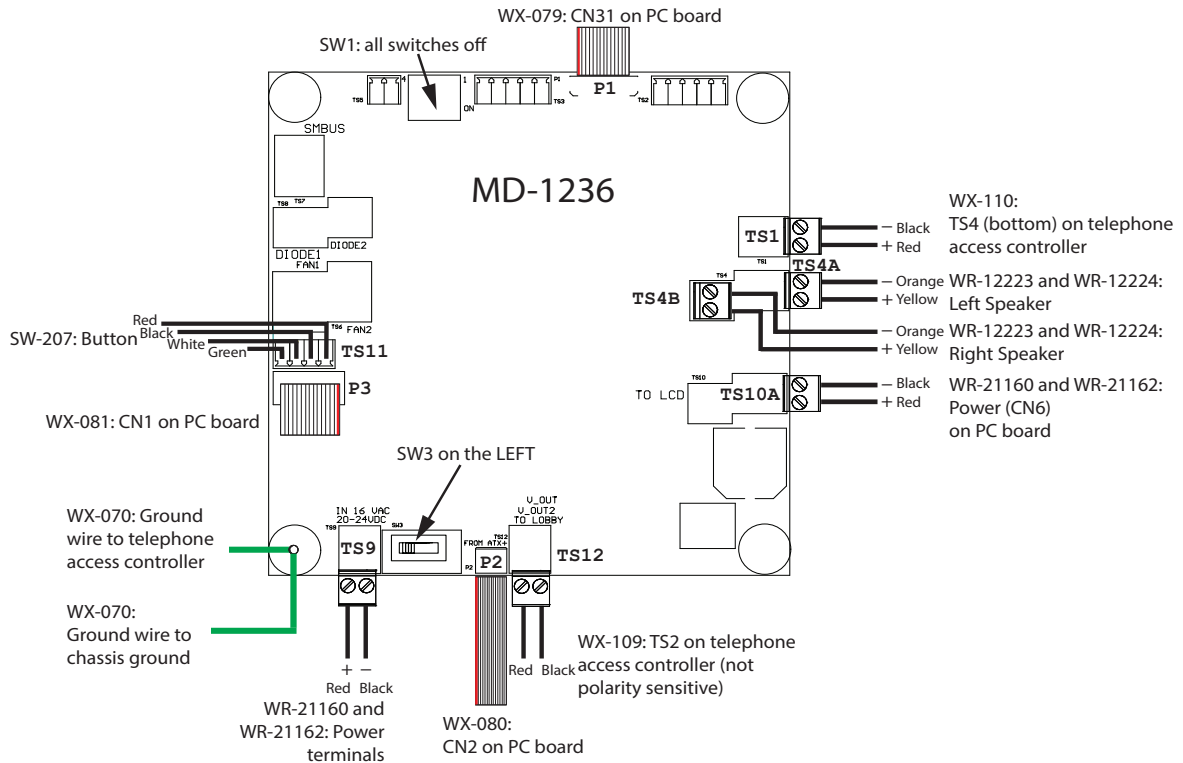 WX-079: CN31 on PC board
SW1: all switches off
P1
4
1
ON
TS5
P1
TS3
TS2
SMBUS
MD-1236
TS8 TS7
DIODE2
DIODE1
FAN1
FAN2
TS6
WX-110:
TS4 (bottom) on telephone
access controller
− Black
+ Red
TS1
TS1
TS4A
TS4
TS4B
− Orange
+ Yellow
WR-12223 and WR-12224:
Left Speaker
− Orange
+ Yellow
WR-12223 and WR-12224:
Right Speaker
SW-207: Button
Red
Black
White
Green
TS11
P3
WX-081: CN1 on PC board
TS10
TO LCD
TS10A
− Black
+ Red
WR-21160 and WR-21162:
Power (CN6)
on PC board
SW3 on the LEFT
WX-070: Ground
wire to telephone
access controller
WX-070:
Ground wire to
chassis ground
IN 16 VAC
20-24VDC
TS9
TS9
SW3
V_OUT
V_OUT2
TO LOBBY
TS12
FROM ATX+
P2
P2
TS12
+ −
Red Black
WR-21160 and
WR-21162: Power
terminals
WX-080:
CN2 on PC board
Red Black
WX-109: TS2 on telephone
access controller (not
polarity sensitive)